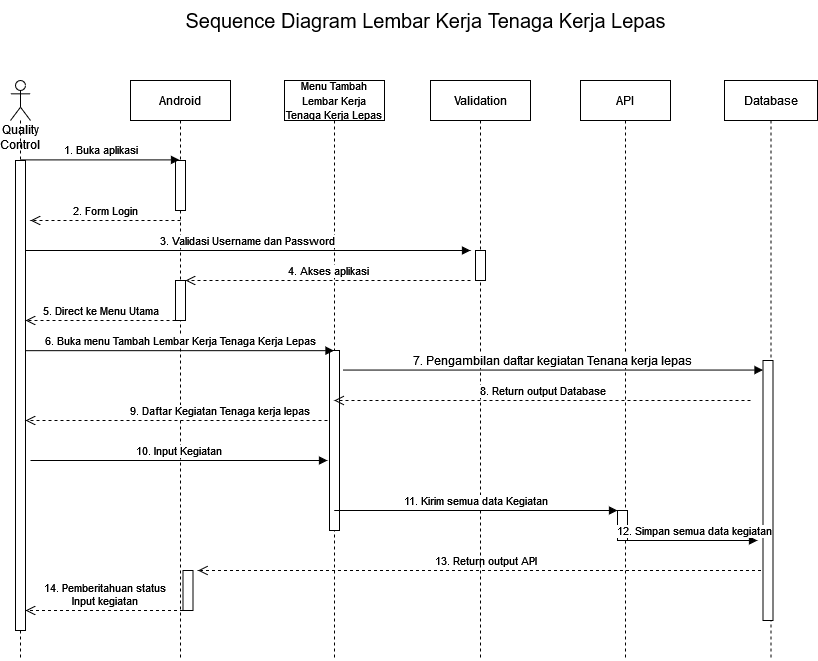 Sequence Diagram Lembar Kerja Tenaga Kerja Lepas
Quality
Control
Android
Menu Tambah
Lembar Kerja
Tenaga Kerja Lepas
Validation
API
Database
1. Buka aplikasi
2. Form Login
3. Validasi Username dan Password
4. Akses aplikasi
5. Direct ke Menu Utama
6. Buka menu Tambah Lembar Kerja Tenaga Kerja Lepas
7. Pengambilan daftar kegiatan Tenana kerja lepas
8. Return output Database
9. Daftar Kegiatan Tenaga kerja lepas
10. Input Kegiatan
11. Kirim semua data Kegiatan
12. Simpan semua data kegiatan
13. Return output API
14. Pemberitahuan status
Input kegiatan